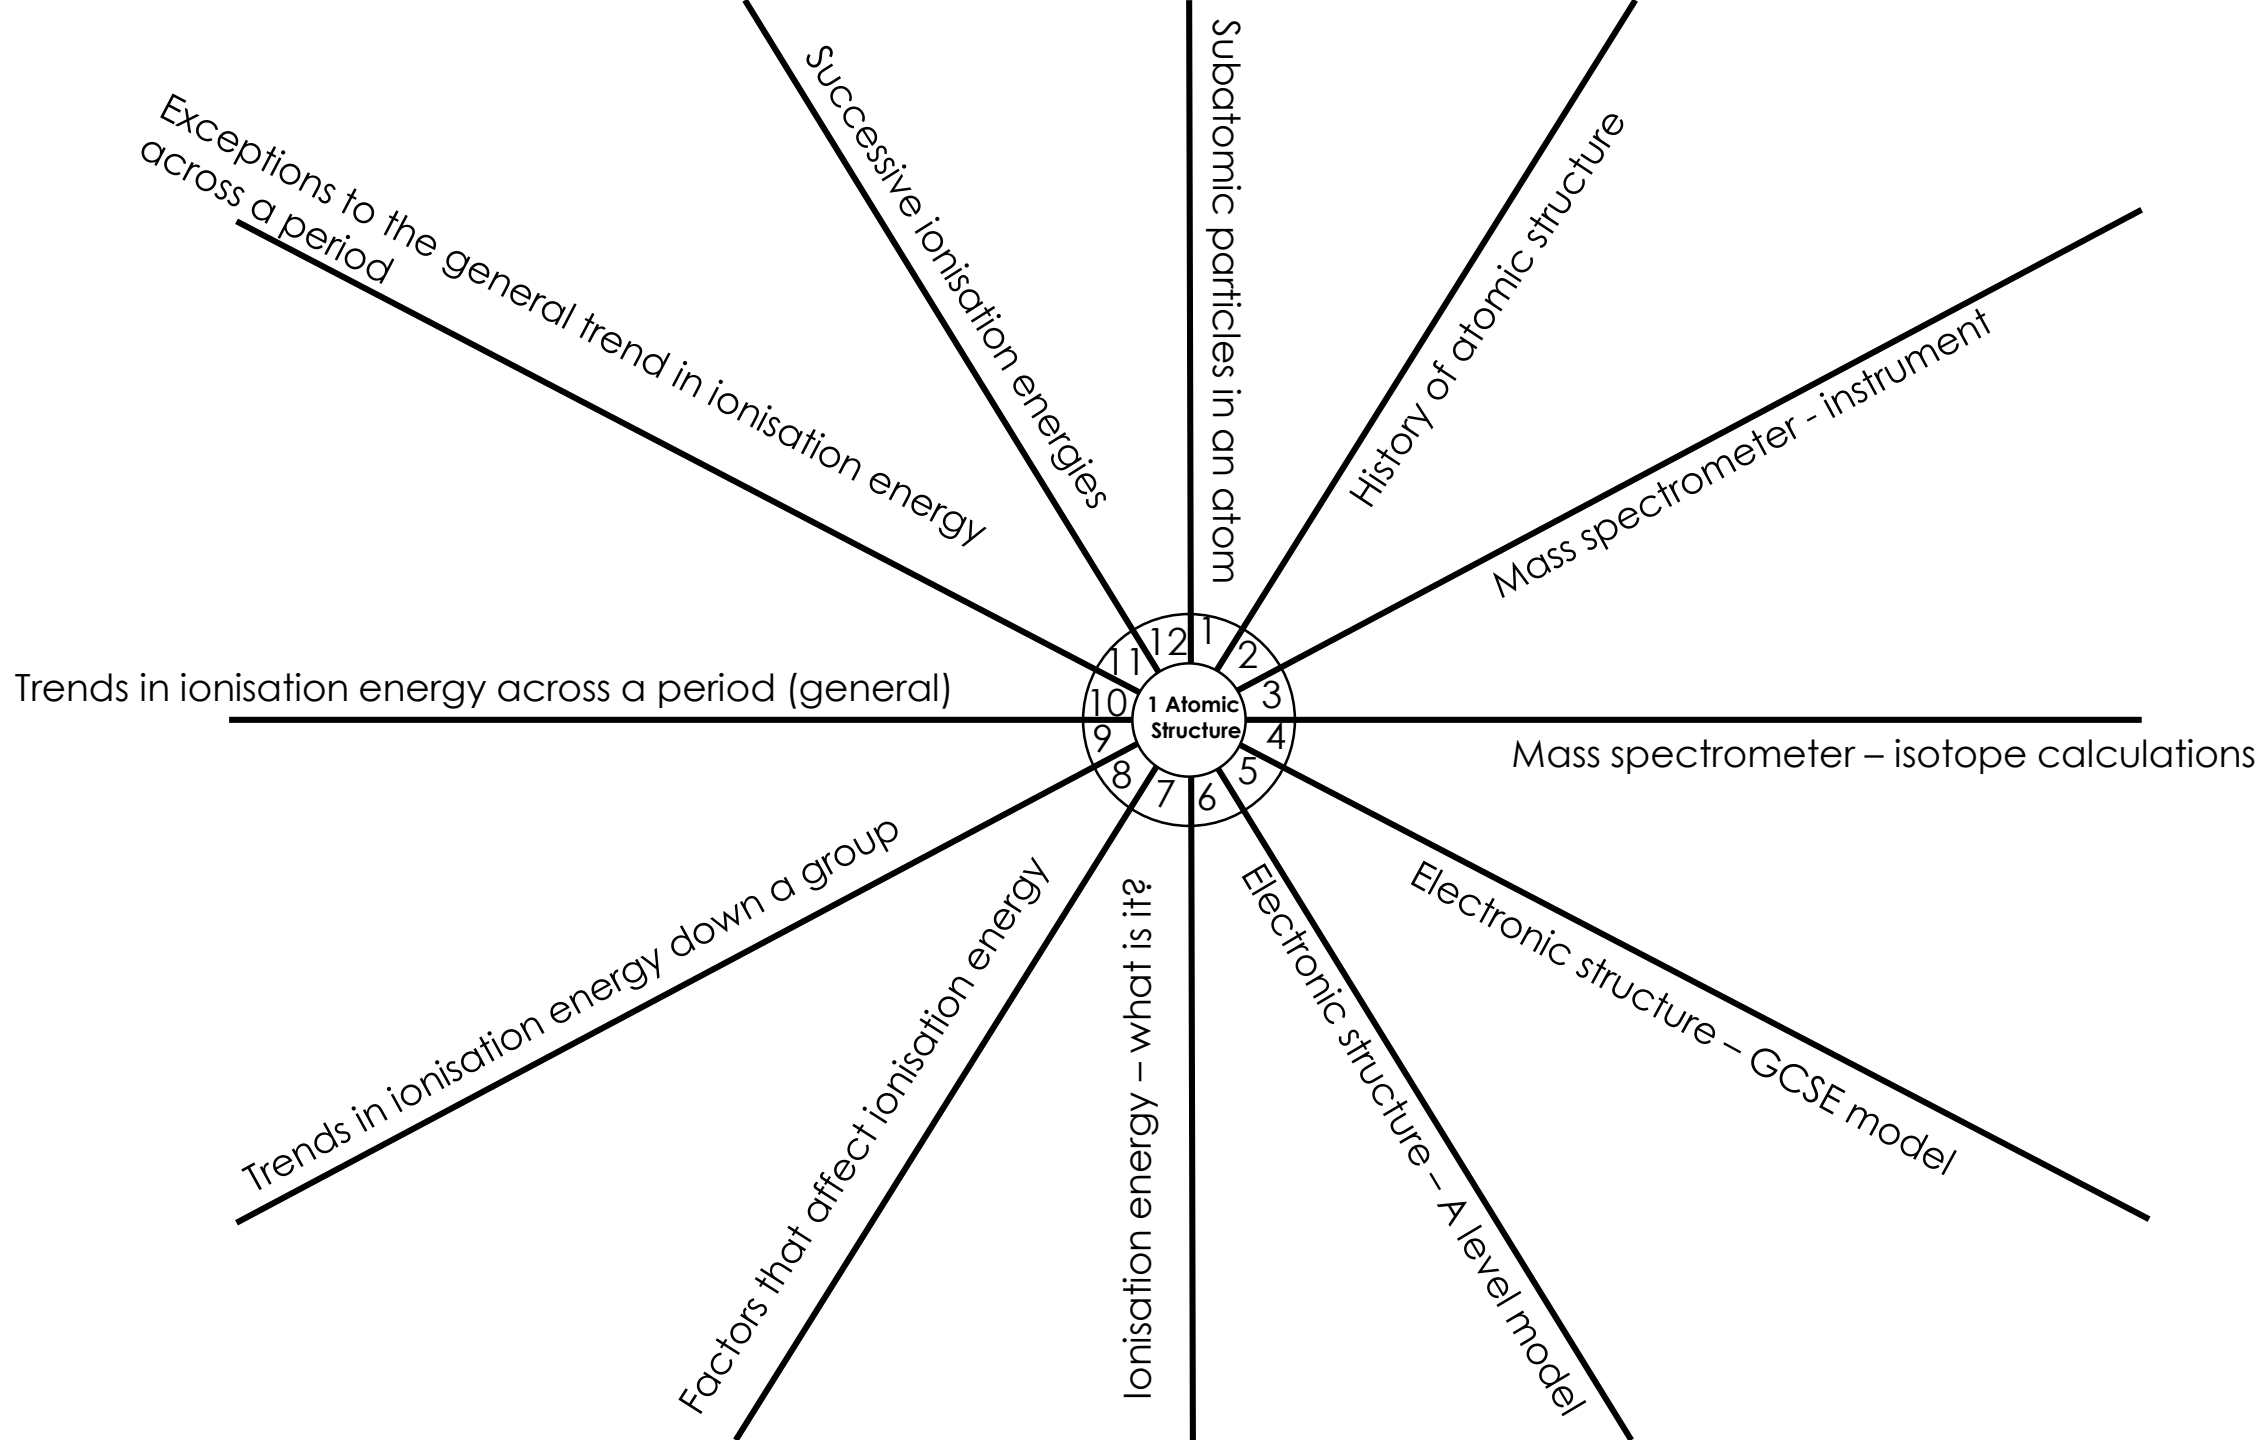 1 Atomic
Structure
1
Subatomic particles in an atom
2
History of atomic structure
3
Mass spectrometer - instrument
4
Mass spectrometer – isotope calculations
5
Electronic structure – GCSE model
6
Electronic structure – A level model
7
Ionisation energy – what is it?
8
Factors that affect ionisation energy
9
Trends in ionisation energy down a group
10
Trends in ionisation energy across a period (general)
11
Exceptions to the general trend in ionisation energy
across a period
12
Successive ionisation energies